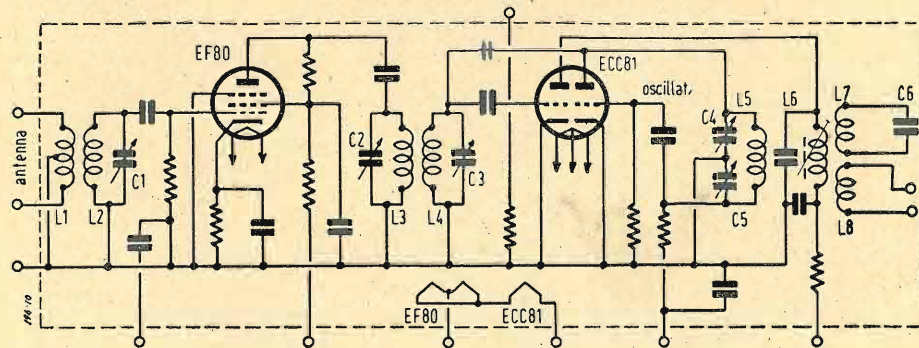 EF80
ECC81
oscillat.
antenna
L1
L2
C1
C2
L3
L4
C3
C4
L5
C5
L6
L7
C6
L8
EF80
ECC81